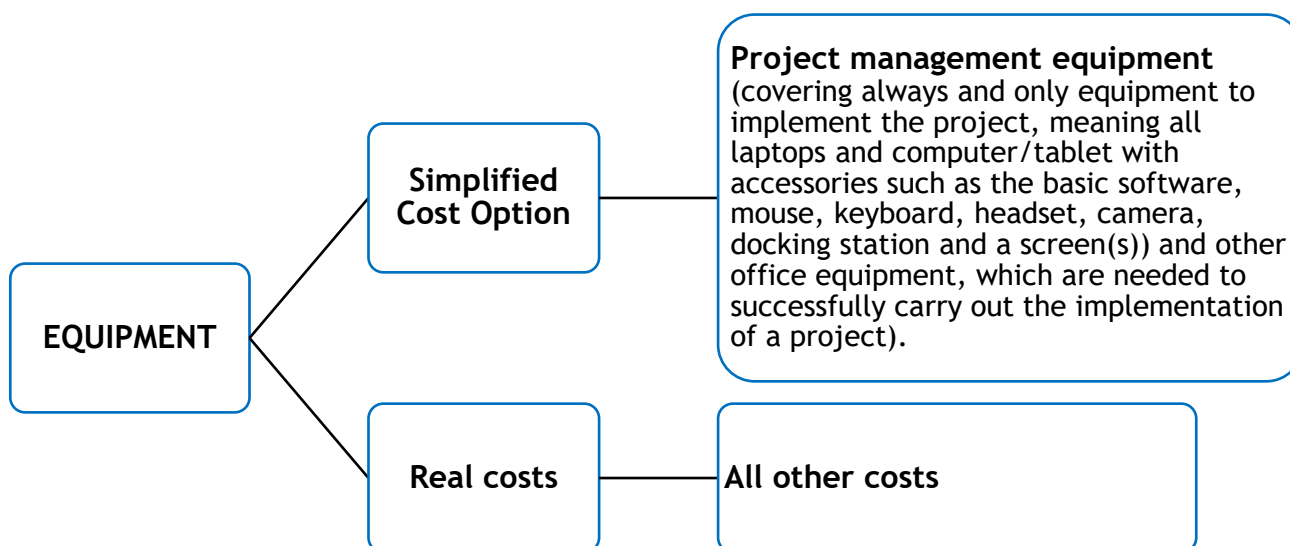 EQUIPMENT
Simplified
Cost Option
Project management equipment
(covering always and only equipment to
implement the project, meaning all
laptops and computer/tablet with
accessories such as the basic software,
mouse, keyboard, headset, camera,
docking station and a screen(s)) and other
office equipment, which are needed to
successfully carry out the implementation
of a project).
Real costs
All other costs